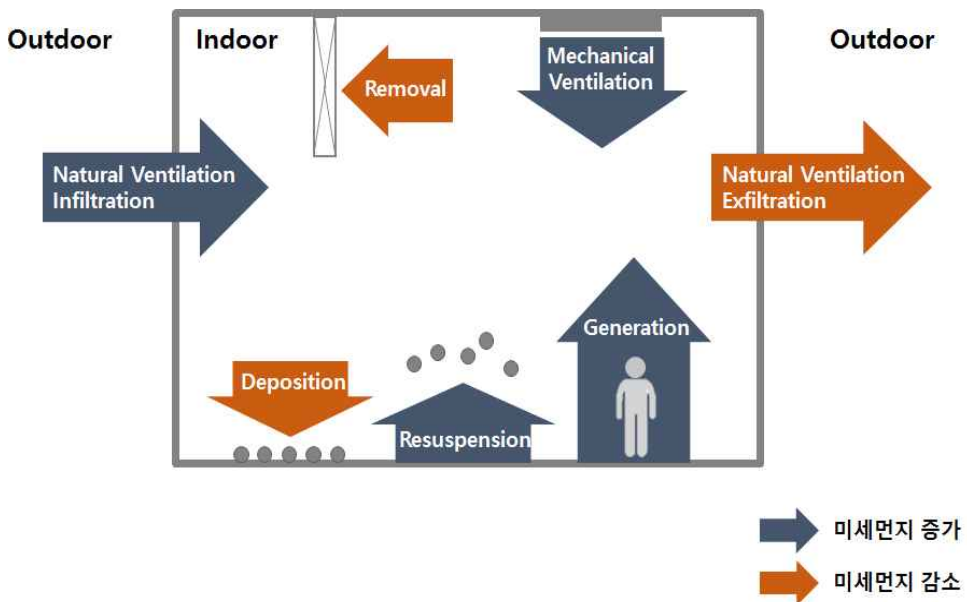 Outdoor
Indoor
Outdoor
Mechanical
Ventilation
Removal
Natural Ventilation
Infiltration
Natural Ventilation
Exfiltration
Generation
Deposition
Resuspension
미세먼지 증가
미세먼지 감소